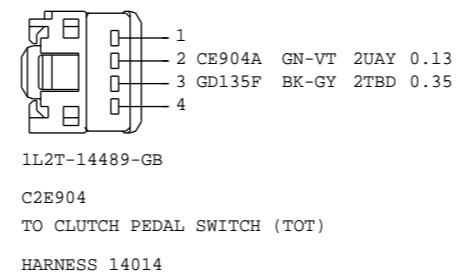 1
2 CE904A GN-VT 2UAY 0.13
3 GD135F BK-GY 2TBD 0.35
4
1L2T-14489-GB
C2E904
TO CLUTCH PEDAL SWITCH (TOT)
HARNESS 14014